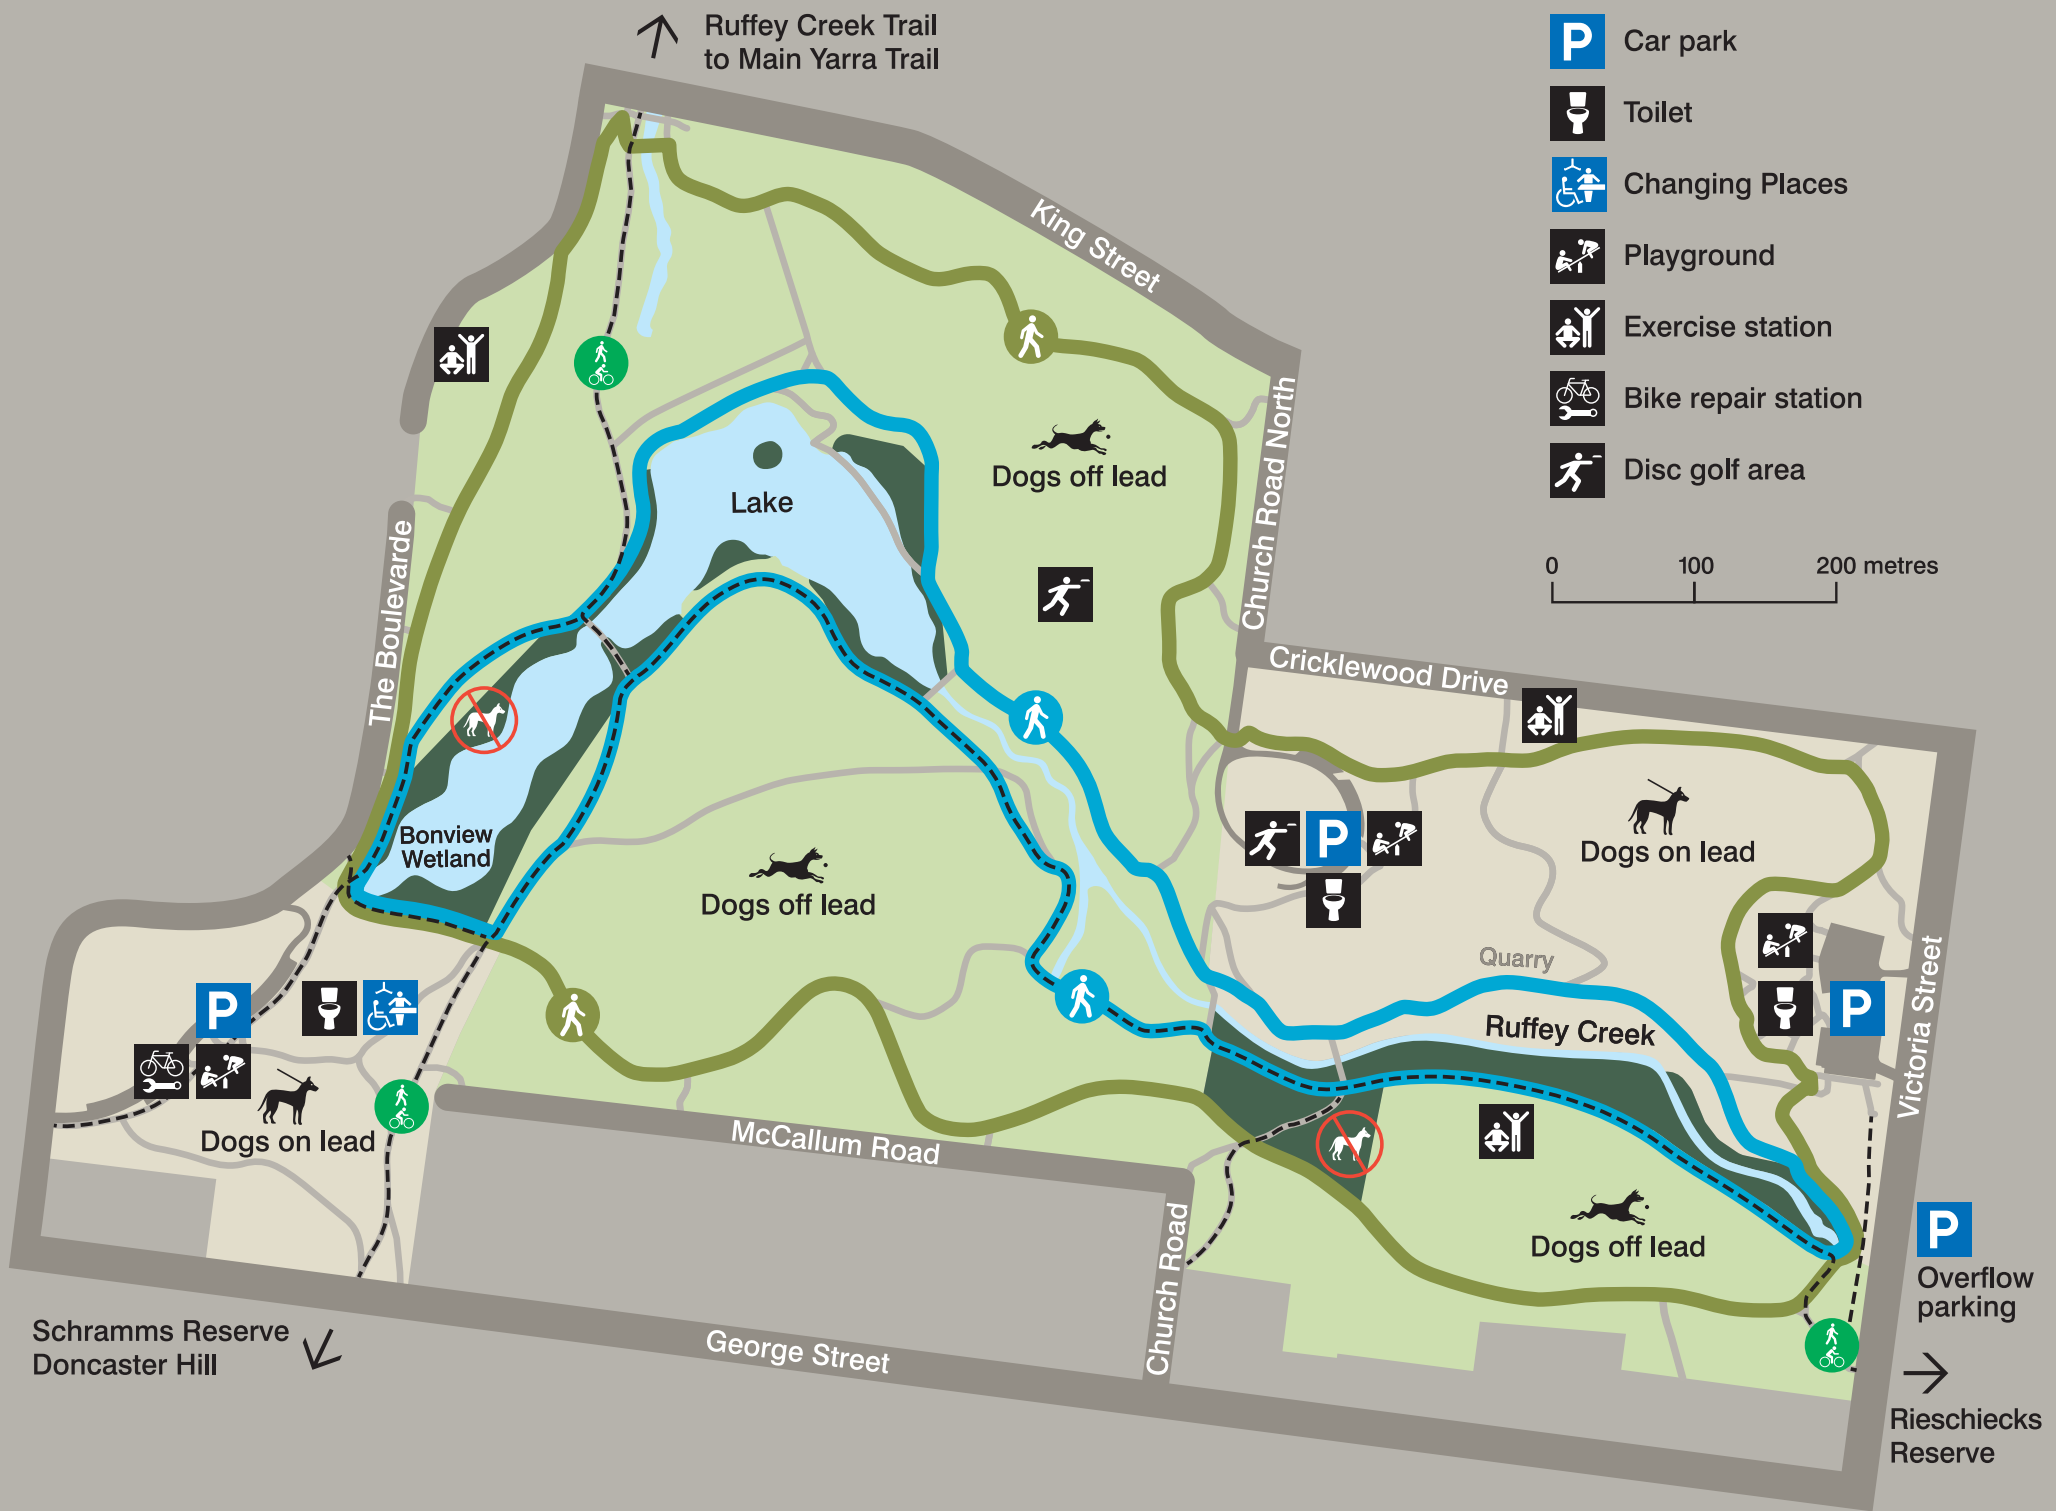 Ruffey Creek Trail
to Main Yarra Trail
P Car park
Toilet
Changing Places
Playground
Exercise station
Bike repair station
Disc golf area
0 100 200 metres
King Street
Church Road North
Dogs off lead
Lake
The Boulevarde
Cricklewood Drive
Bonview
Wetland
Dogs off lead
P
Dogs on lead
Quarry
Ruffey Creek
Victoria Street
P
P
Dogs on lead
McCallum Road
Church Road
Dogs off lead
P
Overflow
parking
Schramms Reserve
Doncaster Hill
George Street
Rieschiecks
Reserve